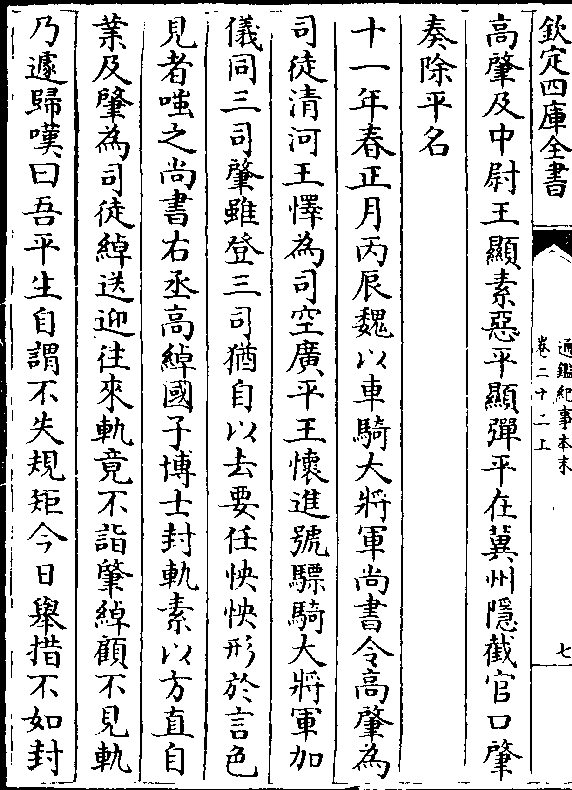 欽定四庫全書
通鑑紀事本末
卷二十二上
七
高肇及中尉王顯素惡平顯彈平在冀州隱截官口肇
奏除平名
十一年春正月丙辰魏以車騎大將軍尚書令高肇為
司徒清河王懌為司空廣平王懷進號驃騎大將軍加
儀同三司肇雖登三司猶自以去要任怏怏形於言色
見者嗤之尚書右丞高綽國子博士封軌素以方直自
業及肇為司徒綽送迎往來軌竟不詣肇綽顧不見軌
乃遽歸嘆曰吾平生自謂不失規矩今日舉措不如封